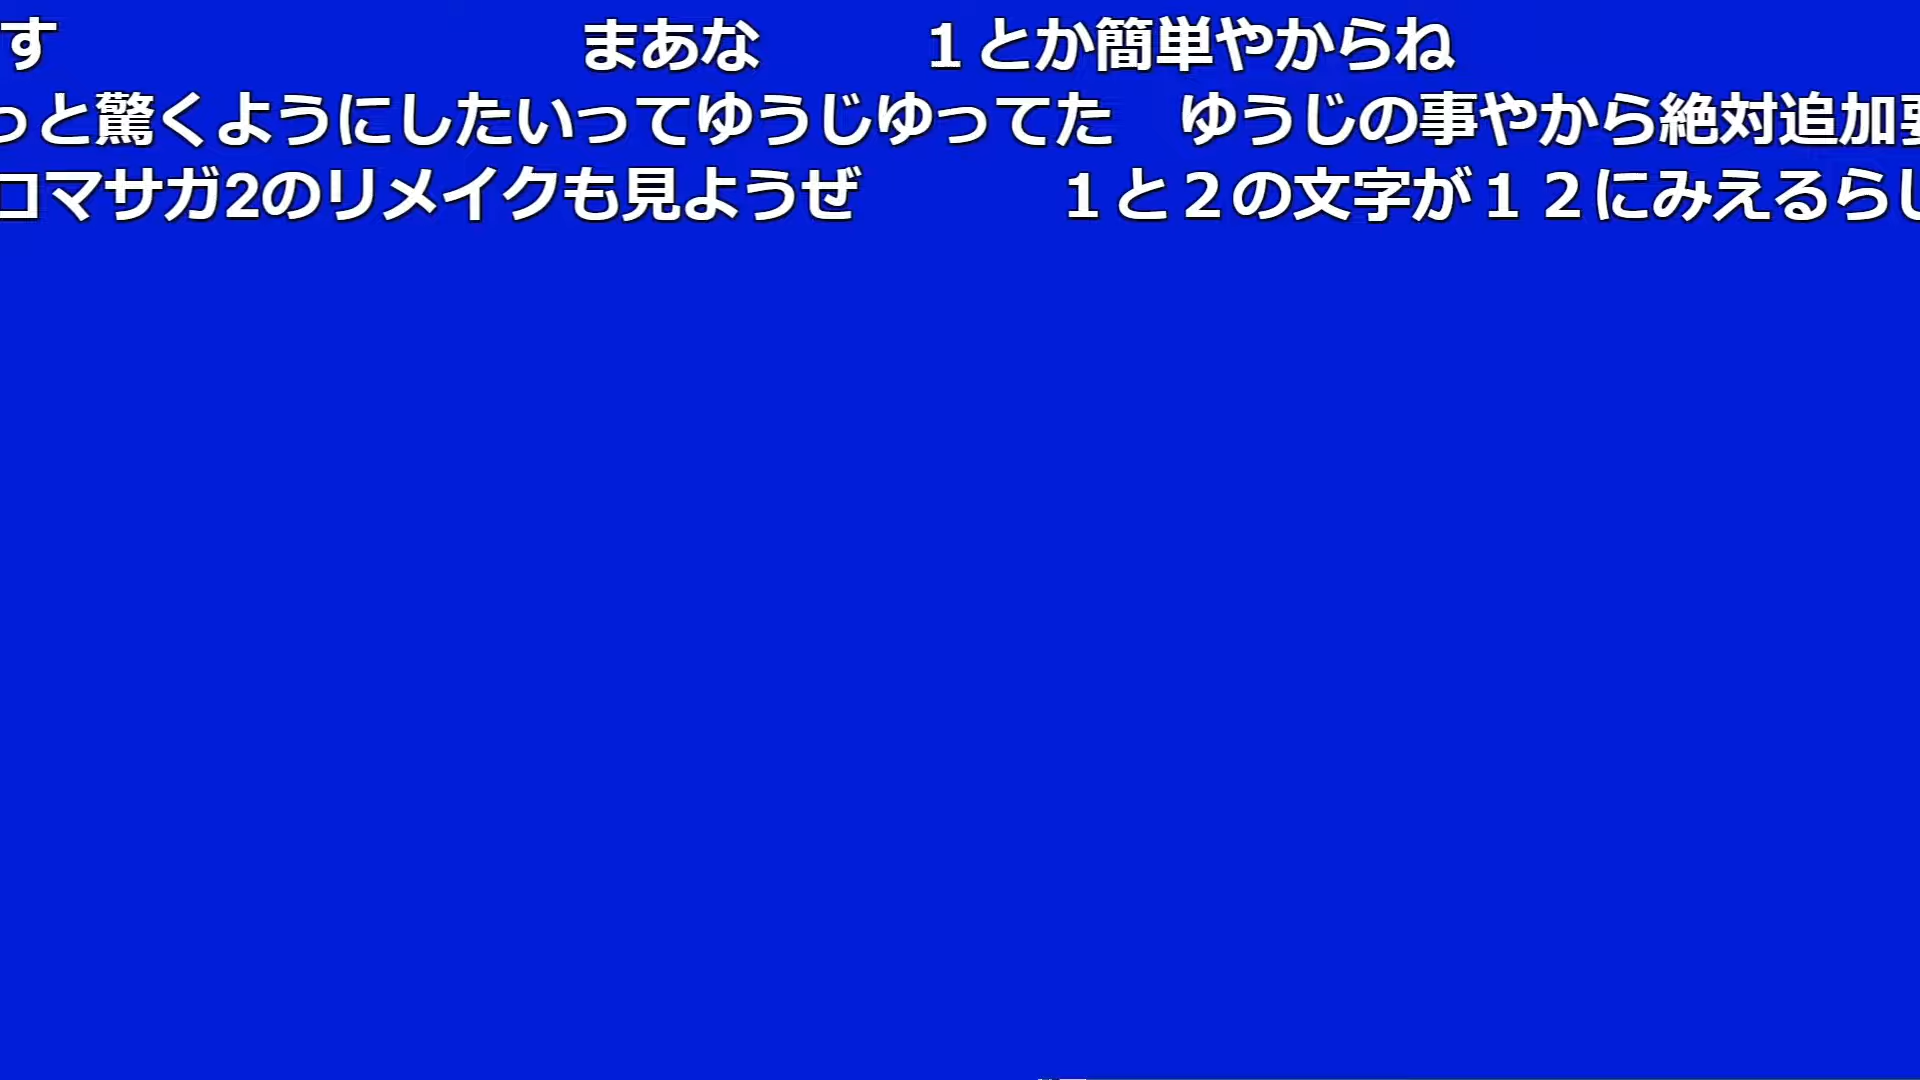 す まあな １とか簡単やからね
っと驚くようにしたいってゆうじゆってた ゆうじの事やから絶対追加要
ロマサガ2のリメイクも見ようぜ １と２の文字が１２にみえるらし